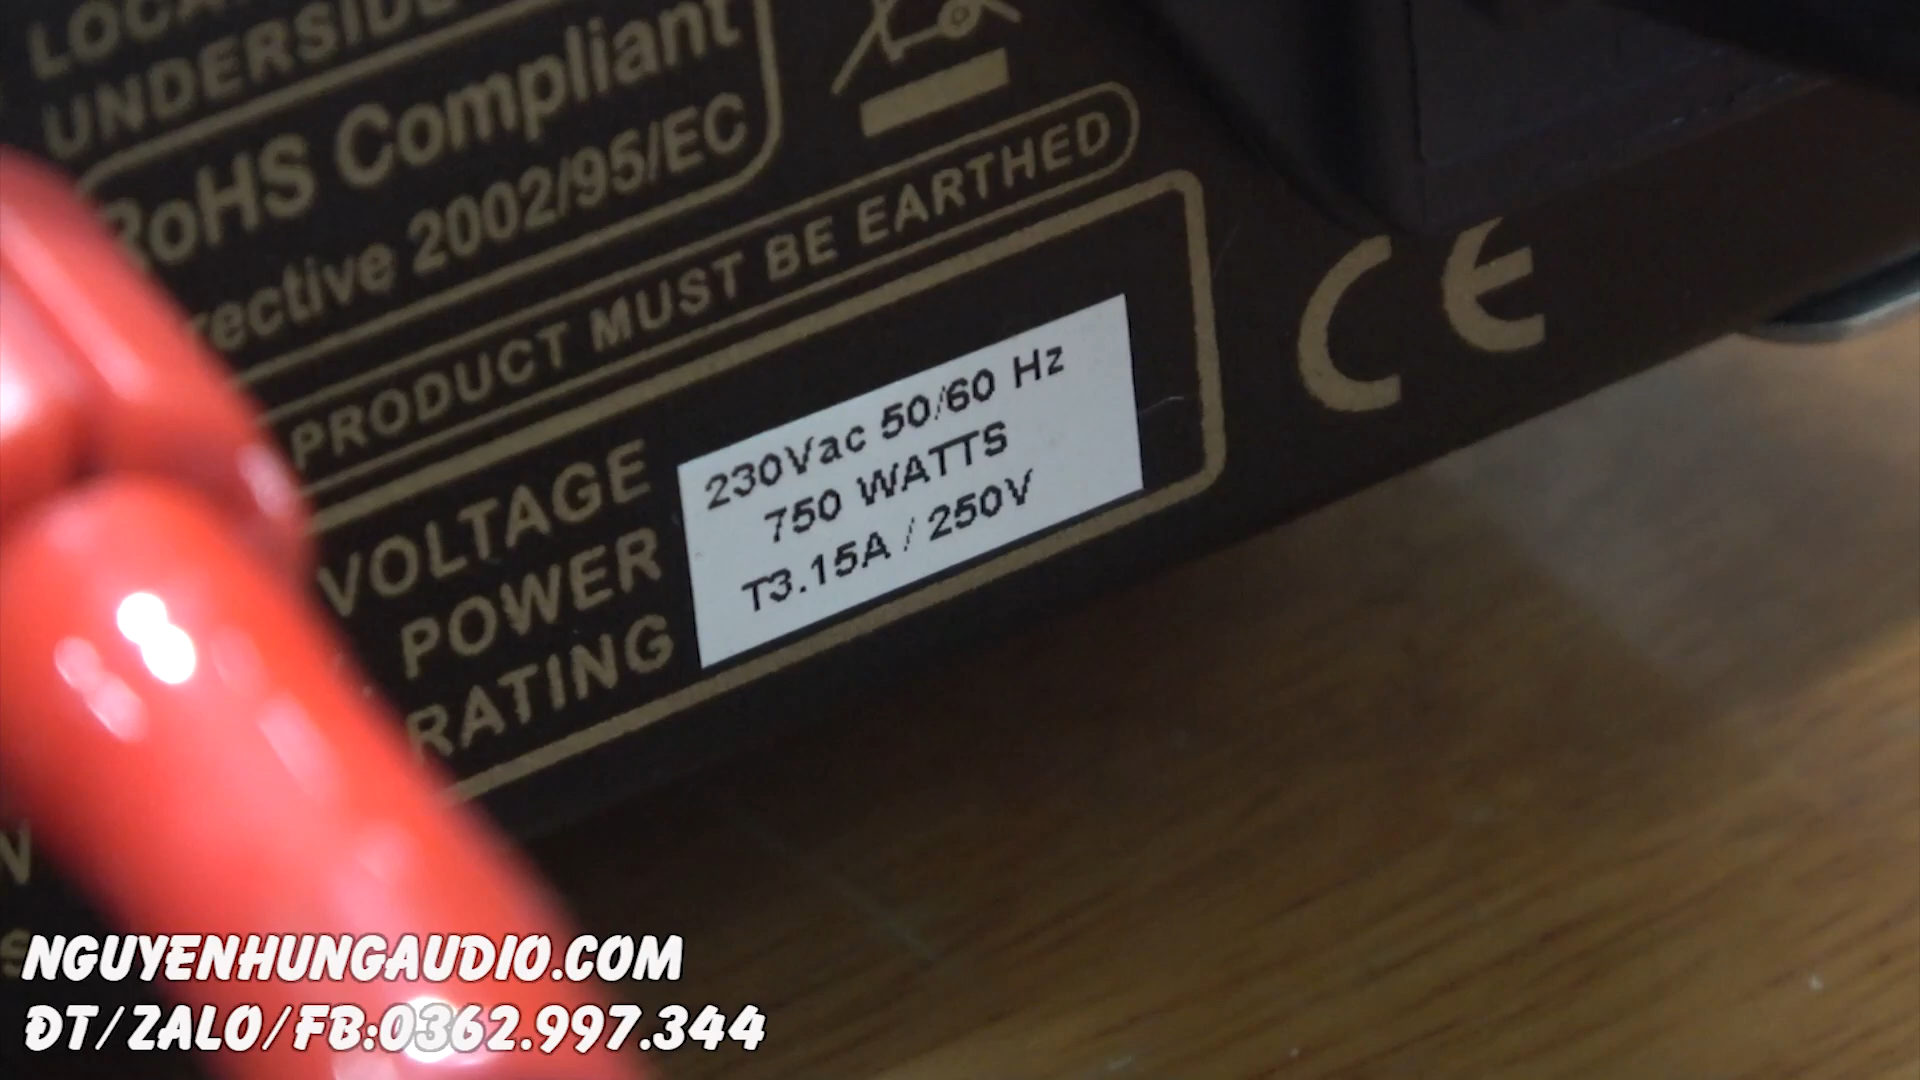 UNDERSIDE
RoHS Compliant
rective 2002/95/EC
PRODUCT MUST BE EARTHED
CE
VOLTAGE 230Vac 50/60 Hz
POWER 750 WATTS
RATING T3.15A / 250V
NGUYENHUNGAUDIO.COM
ĐT/ZALO/FB:0362.997.344